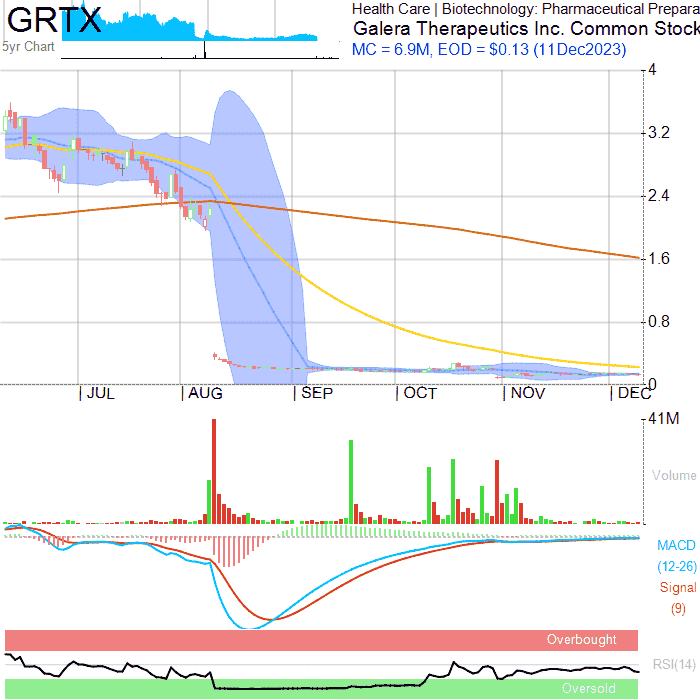 GRTX
5yr Chart
Health Care | Biotechnology: Pharmaceutical Prepara
Galera Therapeutics Inc. Common Stock
MC = 6.9M, EOD = $0.13 (11Dec2023)
4
3.2
2.4
1.6
0.8
0
| JUL | AUG | SEP | OCT | NOV | DEC
41M
Volume
MACD
(12-26)
Signal
(9)
Overbought
RSI(14)
Oversold